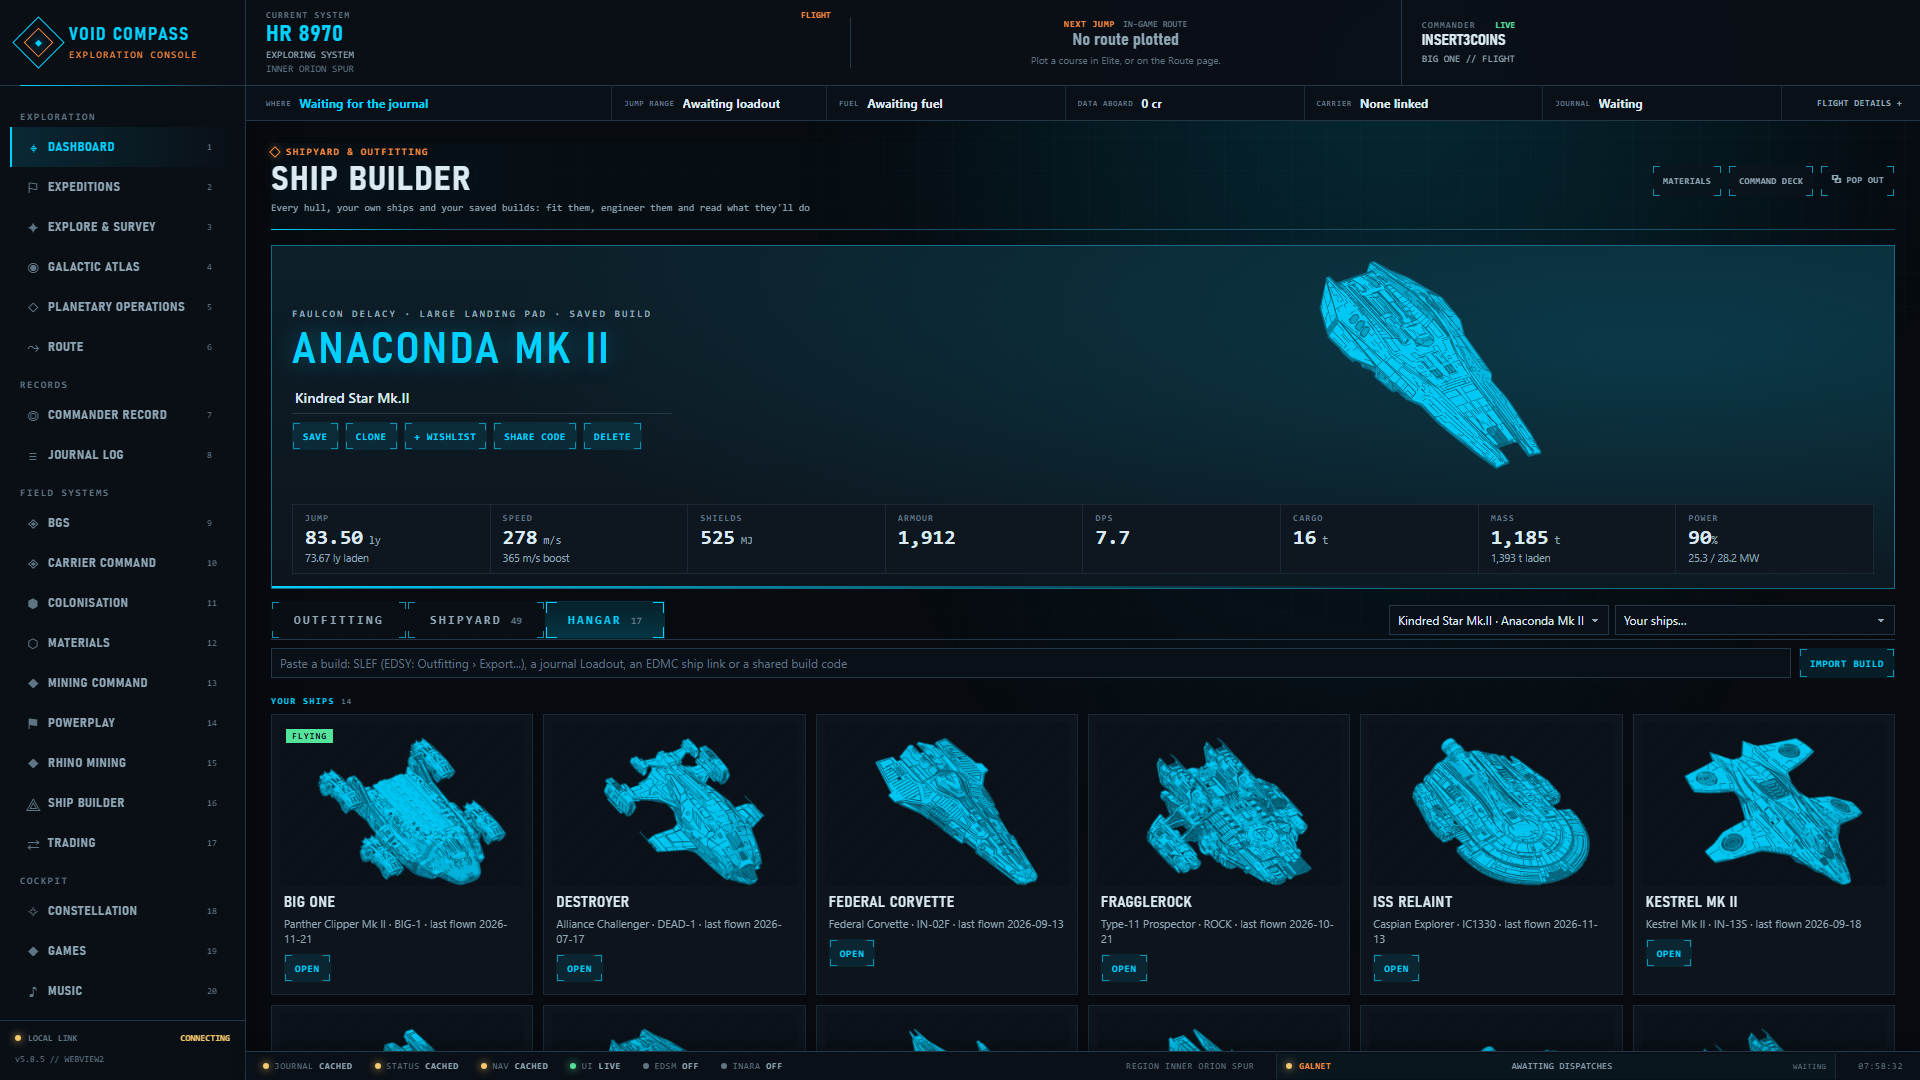 VOID COMPASS
EXPLORATION CONSOLE
CURRENT SYSTEM
HR 8970
EXPLORING SYSTEM
INNER ORION SPUR
FLIGHT
NEXT JUMP IN-GAME ROUTE
No route plotted
Plot a course in Elite, or on the Route page.
COMMANDER LIVE
INSERT3COINS
BIG ONE // FLIGHT
WHERE Waiting for the journal
JUMP RANGE Awaiting loadout
FUEL Awaiting fuel
DATA ABOARD 0 cr
CARRIER None linked
JOURNAL Waiting
FLIGHT DETAILS +
EXPLORATION
DASHBOARD 1
EXPEDITIONS 2
EXPLORE & SURVEY 3
GALACTIC ATLAS 4
PLANETARY OPERATIONS 5
ROUTE 6
RECORDS
COMMANDER RECORD 7
JOURNAL LOG 8
FIELD SYSTEMS
BGS 9
CARRIER COMMAND 10
COLONISATION 11
MATERIALS 12
MINING COMMAND 13
POWERPLAY 14
RHINO MINING 15
SHIP BUILDER 16
TRADING 17
COCKPIT
CONSTELLATION 18
GAMES 19
MUSIC 20
LOCAL LINK CONNECTING
v5.8.5 // WEBVIEW2
SHIPYARD & OUTFITTING
SHIP BUILDER
Every hull, your own ships and your saved builds: fit them, engineer them and read what they'll do
MATERIALS
COMMAND DECK
POP OUT
FAULCON DELACY · LARGE LANDING PAD · SAVED BUILD
ANACONDA MK II
Kindred Star Mk.II
SAVE
CLONE
+ WISHLIST
SHARE CODE
DELETE
JUMP
83.50 ly
73.67 ly laden
SPEED
278 m/s
365 m/s boost
SHIELDS
525 MJ
ARMOUR
1,912
DPS
7.7
CARGO
16 t
MASS
1,185 t
1,393 t laden
POWER
90%
25.3 / 28.2 MW
OUTFITTING
SHIPYARD 49
HANGAR 17
Kindred Star Mk.II · Anaconda Mk II
Your ships...
Paste a build: SLEF (EDSY: Outfitting › Export...), a journal Loadout, an EDMC ship link or a shared build code
IMPORT BUILD
YOUR SHIPS 14
FLYING
BIG ONE
Panther Clipper Mk II · BIG-1 · last flown 2026-
11-21
OPEN
DESTROYER
Alliance Challenger · DEAD-1 · last flown 2026-
07-17
OPEN
FEDERAL CORVETTE
Federal Corvette · IN-02F · last flown 2026-09-13
OPEN
FRAGGLEROCK
Type-11 Prospector · ROCK · last flown 2026-10-
21
OPEN
ISS RELAINT
Caspian Explorer · IC1330 · last flown 2026-11-
13
OPEN
KESTREL MK II
Kestrel Mk II · IN-13S · last flown 2026-09-18
OPEN
JOURNAL CACHED
STATUS CACHED
NAV CACHED
UI LIVE
EDSM OFF
INARA OFF
REGION INNER ORION SPUR
GALNET
AWAITING DISPATCHES
WAITING
07:58:32